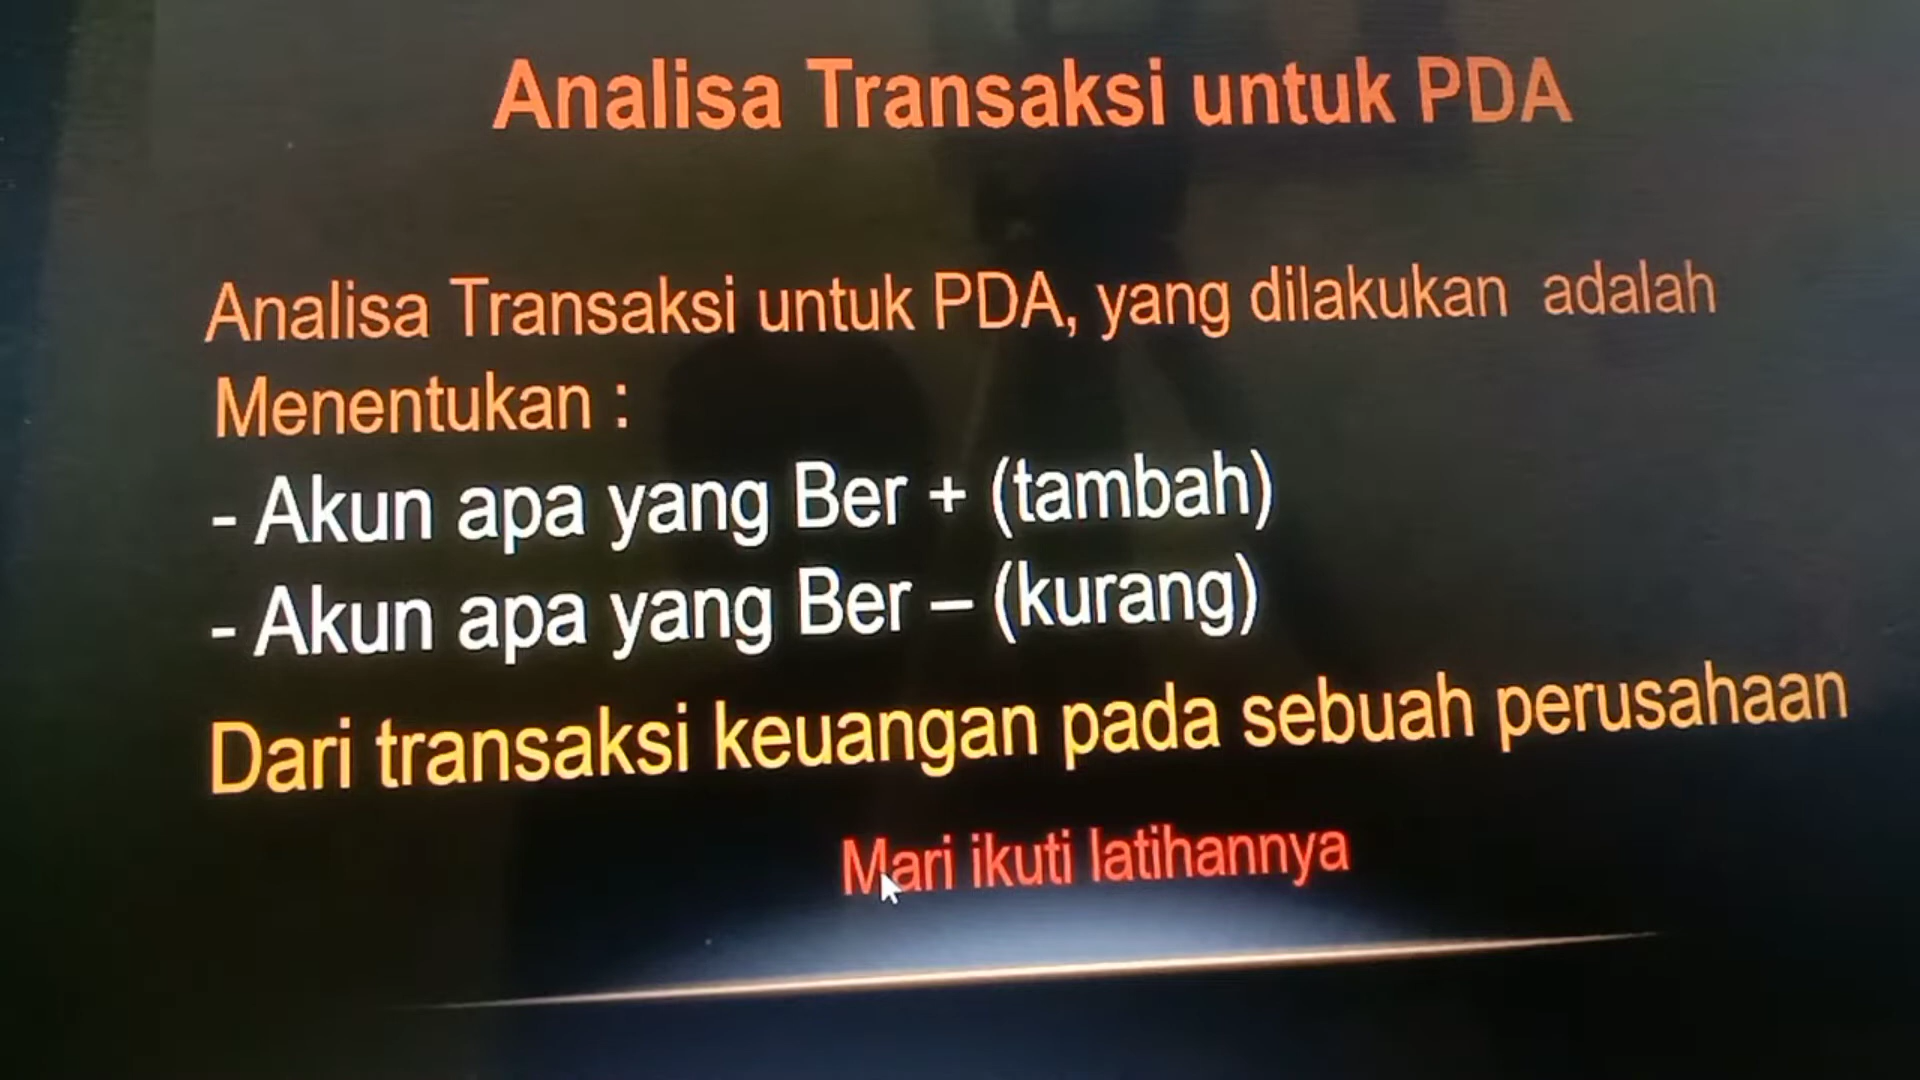 Analisa Transaksi untuk PDA
Analisa Transaksi untuk PDA, yang dilakukan adalah
Menentukan :
- Akun apa yang Ber + (tambah)
- Akun apa yang Ber – (kurang)
Dari transaksi keuangan pada sebuah perusahaan
Mari ikuti latihannya